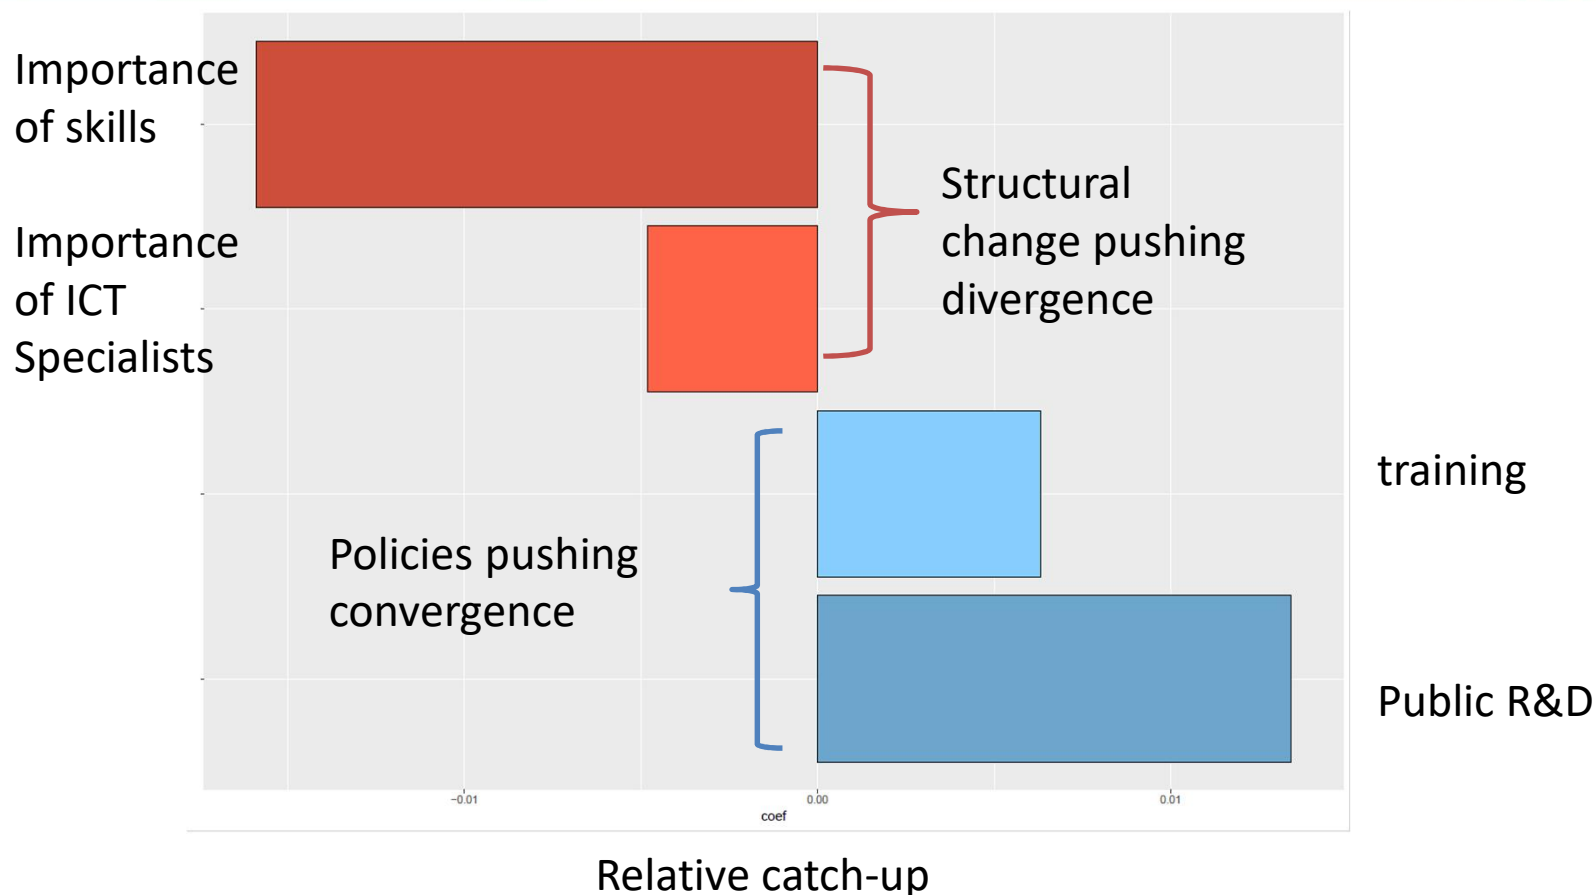 Importance
of skills
Structural
change pushing
divergence
Importance
of ICT
Specialists
training
Policies pushing
convergence
Public R&D
−0.01
0.00
0.01
coef
Relative catch-up